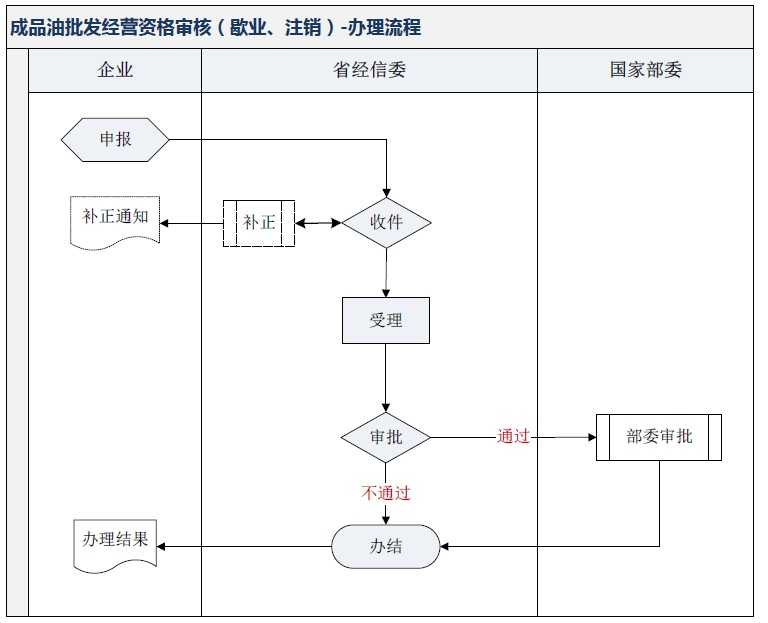 成品油批发经营资格审核（歇业、注销）-办理流程
企业
省经信委
国家部委
申报
补正通知
补正
收件
受理
审批
通过
部委审批
不通过
办理结果
办结